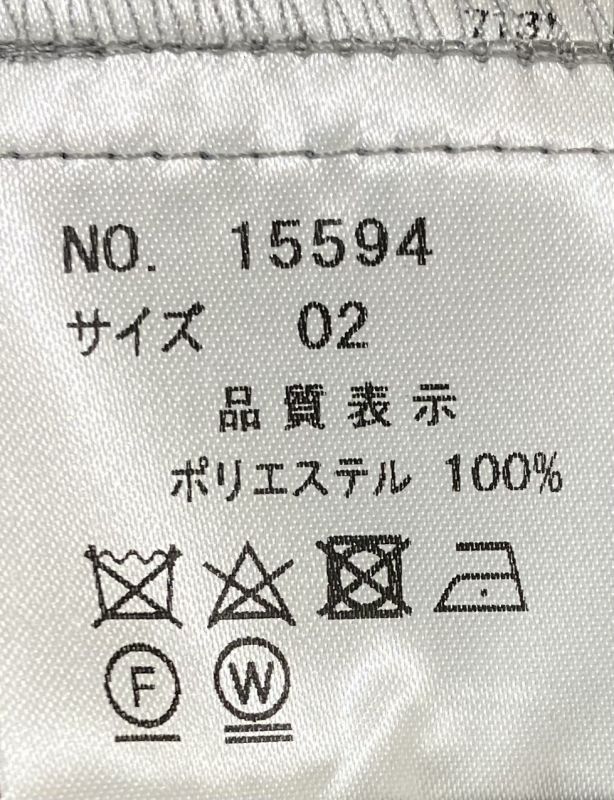 NO. 15594
サイズ 02
品質表示
ポリエステル 100%
F
W